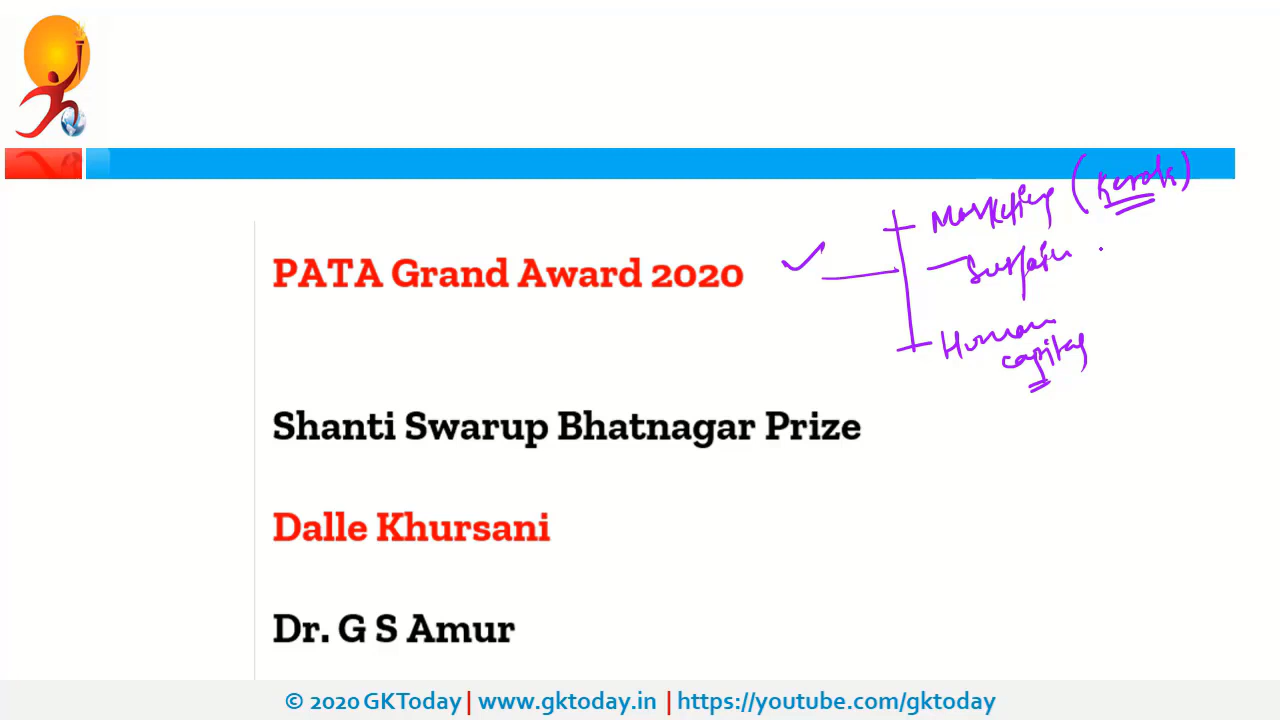 Marketing (Kerala)
PATA Grand Award 2020
Human
capital
Shanti Swarup Bhatnagar Prize
Dalle Khursani
Dr. G S Amur
© 2020 GKToday | www.gktoday.in | https://youtube.com/gktoday